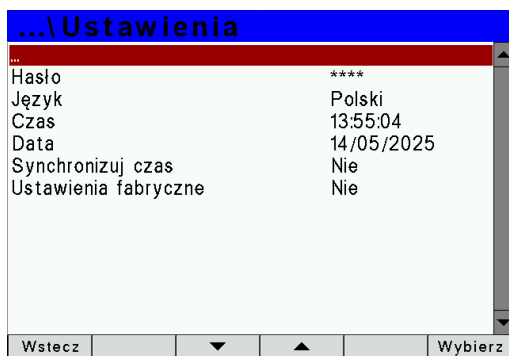 ...\Ustawienia
...
Hasło ****
Język Polski
Czas 13:55:04
Data 14/05/2025
Synchronizuj czas Nie
Ustawienia fabryczne Nie
Wstecz Wybierz